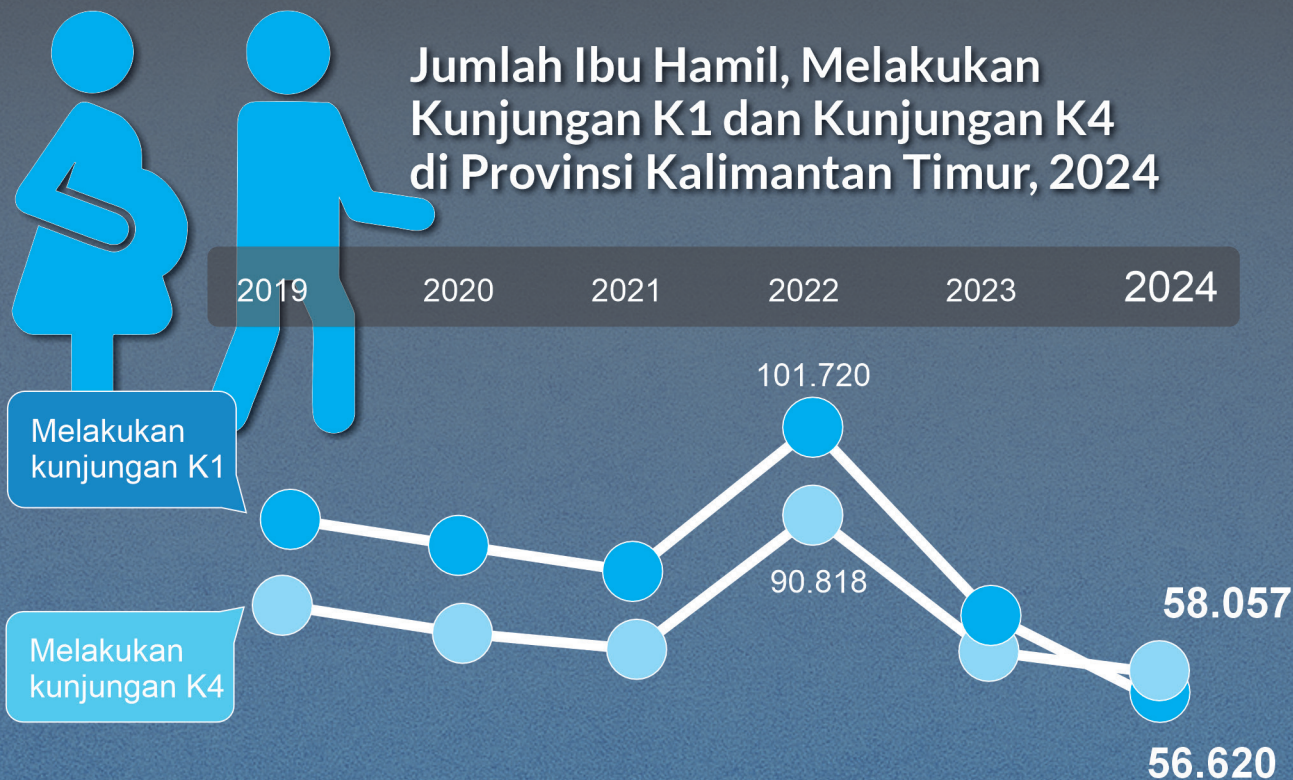 Jumlah Ibu Hamil, Melakukan
Kunjungan K1 dan Kunjungan K4
di Provinsi Kalimantan Timur, 2024
2019 2020 2021 2022 2023 2024
101.720
Melakukan
kunjungan K1
90.818
58.057
Melakukan
kunjungan K4
56.620